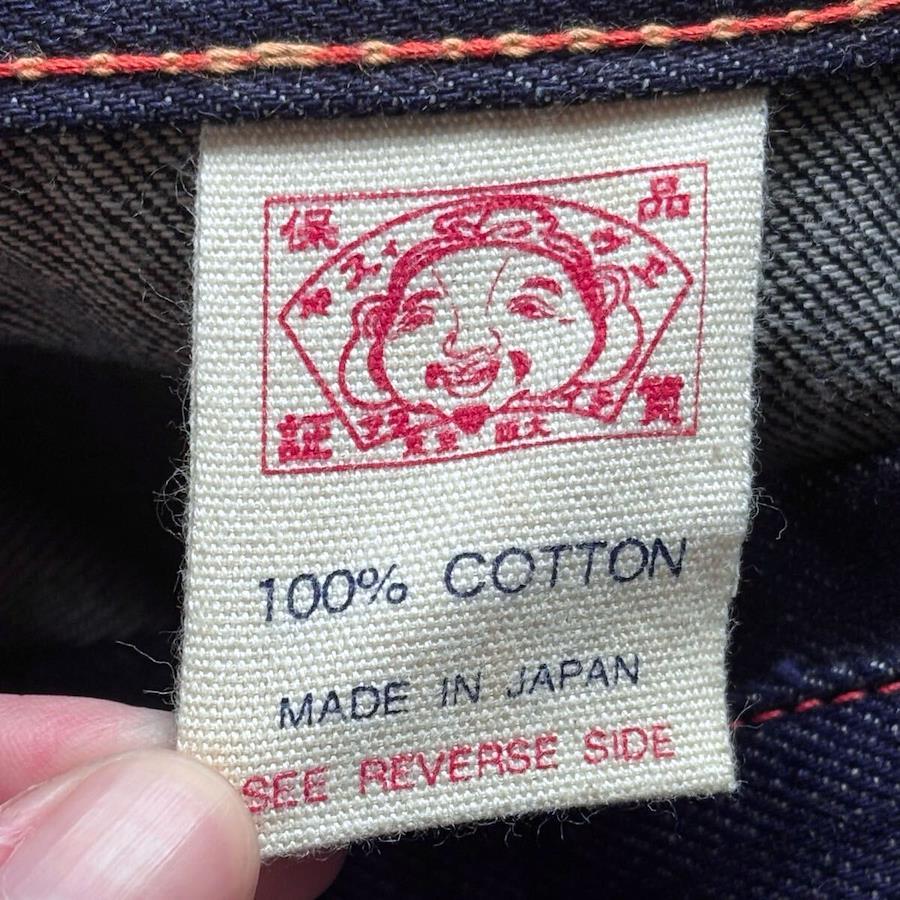 保 品
証 質
100% COTTON
MADE IN JAPAN
SEE REVERSE SIDE